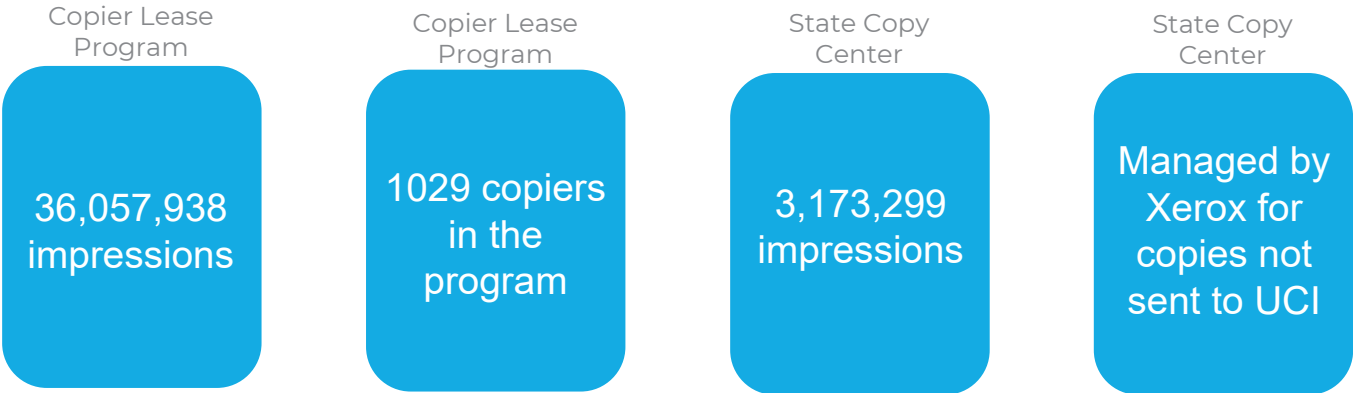 Copier Lease
Program
36,057,938
impressions
Copier Lease
Program
1029 copiers
in the
program
State Copy
Center
3,173,299
impressions
State Copy
Center
Managed by
Xerox for
copies not
sent to UCI